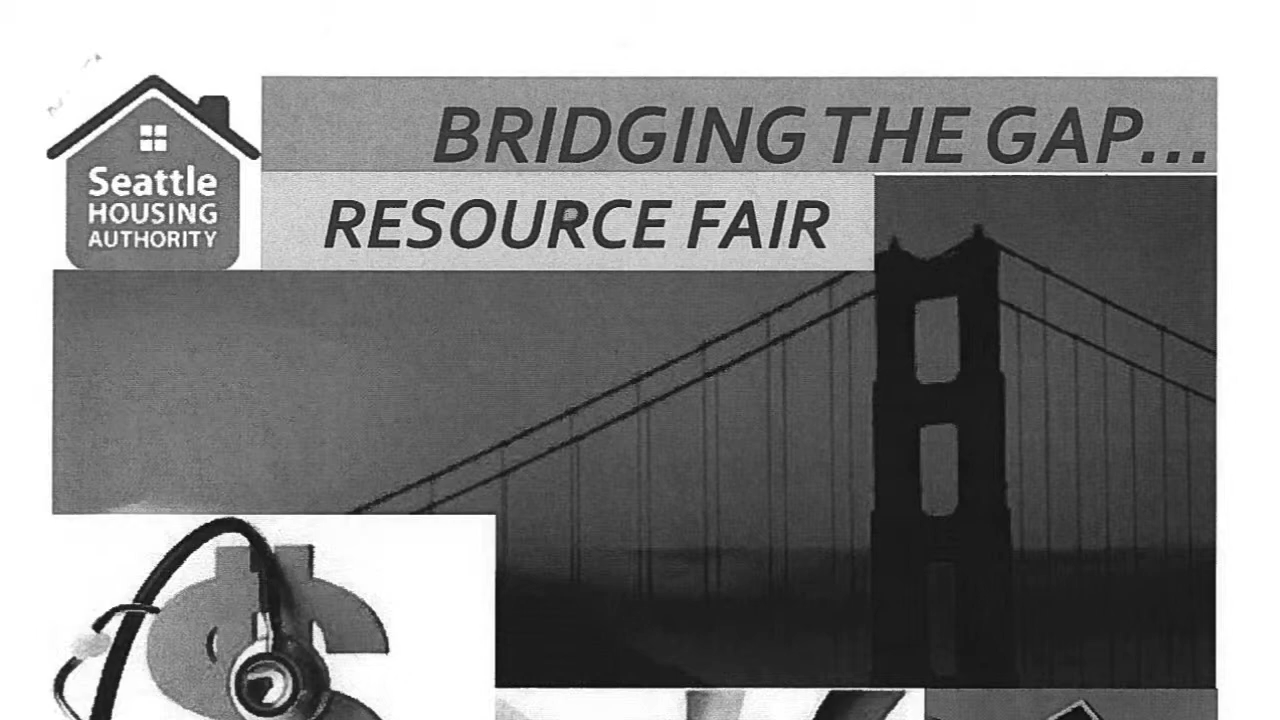 BRIDGING THE GAP...
Seattle
HOUSING
AUTHORITY
RESOURCE FAIR